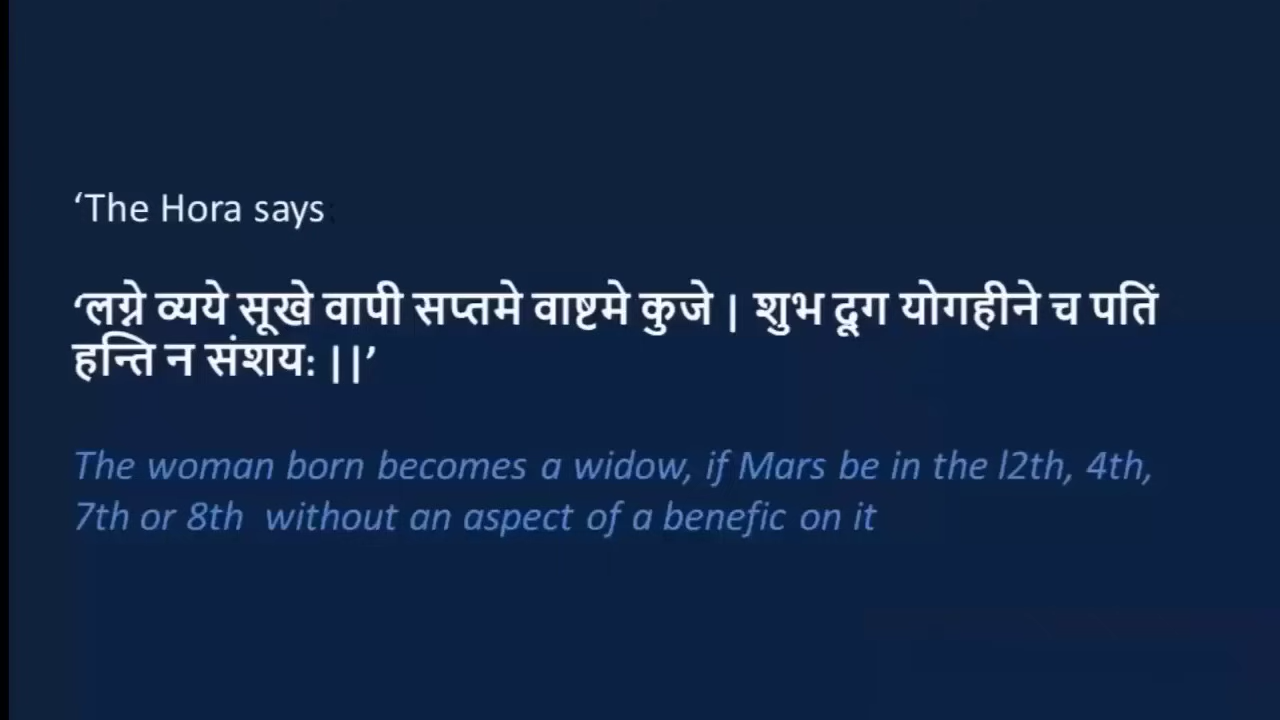 ‘The Hora says:
‘लग्ने व्यये सूखे वापी सप्तमे वाष्टमे कुजे | शुभ दूग योगहीने च पतिं
हन्ति न संशयः ||’
The woman born becomes a widow, if Mars be in the l2th, 4th,
7th or 8th without an aspect of a benefic on it